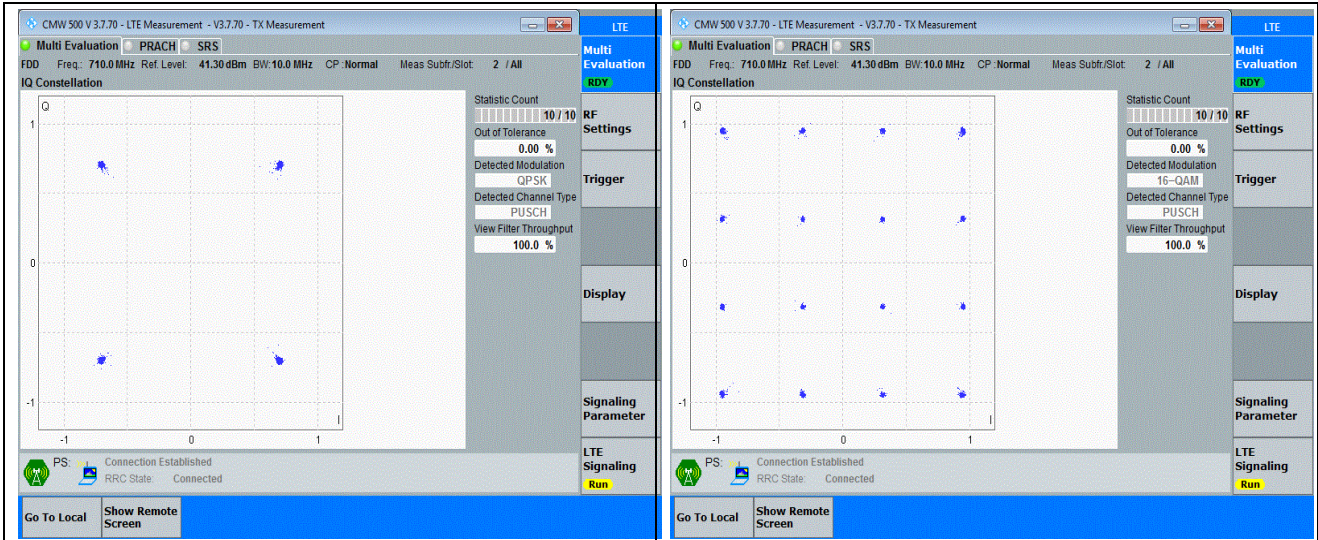 CMW 500 V 3.7.70 - LTE Measurement - V3.7.70 - TX Measurement
LTE
Multi Evaluation PRACH SRS
Multi
Evaluation
RDY
FDD Freq.: 710.0 MHz Ref. Level: 41.30 dBm BW: 10.0 MHz CP :Normal Meas Subfr./Slot: 2 / All
IQ Constellation
Q
1
0
-1
I
-1 0 1
Statistic Count
10 / 10
Out of Tolerance
0.00 %
Detected Modulation
QPSK
Detected Channel Type
PUSCH
View Filter Throughput
100.0 %
RF
Settings
Trigger
Display
Signaling
Parameter
LTE
Signaling
Run
PS: Connection Established
RRC State: Connected
Go To Local
Show Remote
Screen
CMW 500 V 3.7.70 - LTE Measurement - V3.7.70 - TX Measurement
LTE
Multi Evaluation PRACH SRS
Multi
Evaluation
RDY
FDD Freq.: 710.0 MHz Ref. Level: 41.30 dBm BW: 10.0 MHz CP :Normal Meas Subfr./Slot: 2 / All
IQ Constellation
Q
1
0
-1
I
-1 0 1
Statistic Count
10 / 10
Out of Tolerance
0.00 %
Detected Modulation
16-QAM
Detected Channel Type
PUSCH
View Filter Throughput
100.0 %
RF
Settings
Trigger
Display
Signaling
Parameter
LTE
Signaling
Run
PS: Connection Established
RRC State: Connected
Go To Local
Show Remote
Screen